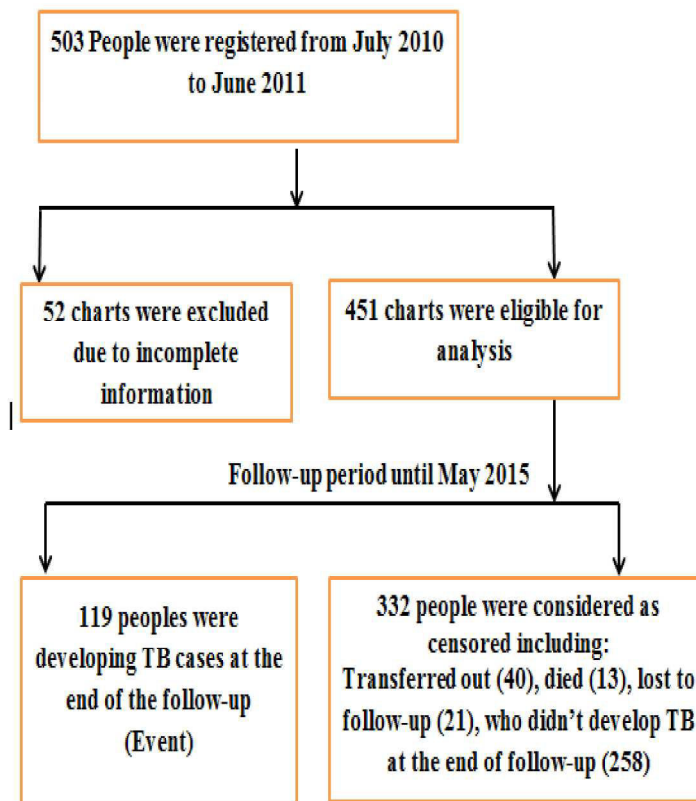 503 People were registered from July 2010
to June 2011
52 charts were excluded
due to incomplete
information
451 charts were eligible for
analysis
Follow-up period until May 2015
119 peoples were
developing TB cases at the
end of the follow-up
(Event)
332 people were considered as
censored including:
Transferred out (40), died (13), lost to
follow-up (21), who didn’t develop TB
at the end of follow-up (258)